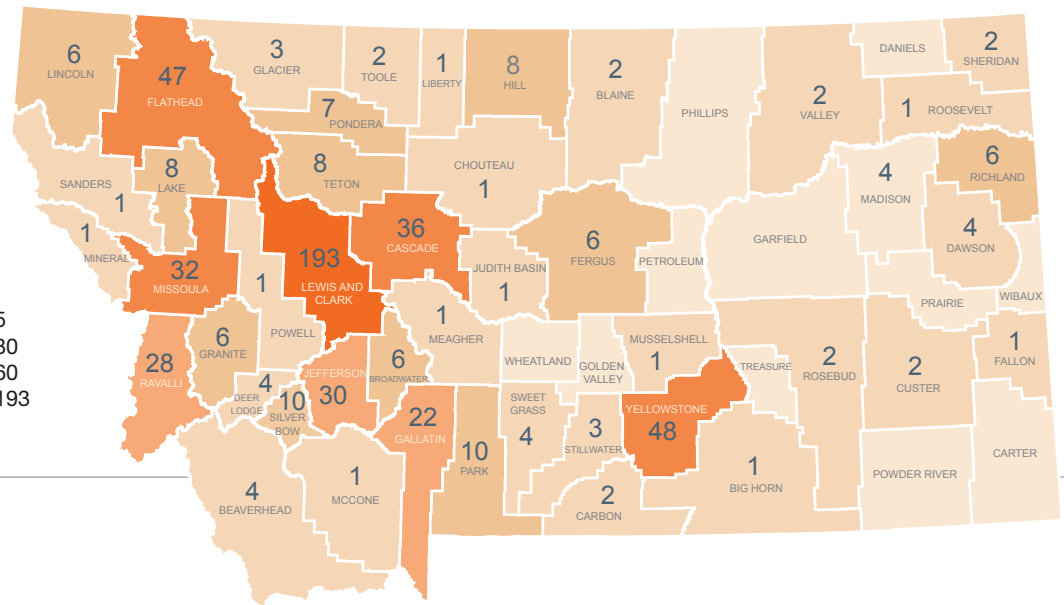 6
LINCOLN
47
FLATHEAD
3
GLACIER
2
TOOLE
1
LIBERTY
8
HILL
2
BLAINE
PHILLIPS
2
VALLEY
DANIELS
2
SHERIDAN
1 ROOSEVELT
7
PONDERA
8
TETON
CHOUTEAU
1
8
LAKE
SANDERS
1
1
MINERAL
32
MISSOULA
1
POWELL
193
LEWIS AND
CLARK
36
CASCADE
JUDITH BASIN
1
6
FERGUS
PETROLEUM
GARFIELD
4
MADISON
6
RICHLAND
4
DAWSON
PRAIRIE
WIBAUX
5
30
60
193
28
RAVALLI
6
GRANITE
4
DEER
LODGE
10
SILVER
BOW
JEFFERSON
30
6
BROADWATER
1
MEAGHER
WHEATLAND
GOLDEN
VALLEY
MUSSELSHELL
1
TREASURE
2
ROSEBUD
2
CUSTER
1
FALLON
22
GALLATIN
10
PARK
SWEET
GRASS
4
3
STILLWATER
YELLOWSTONE
48
1
BIG HORN
POWDER RIVER
CARTER
2
CARBON
4
BEAVERHEAD
1
MCCONE